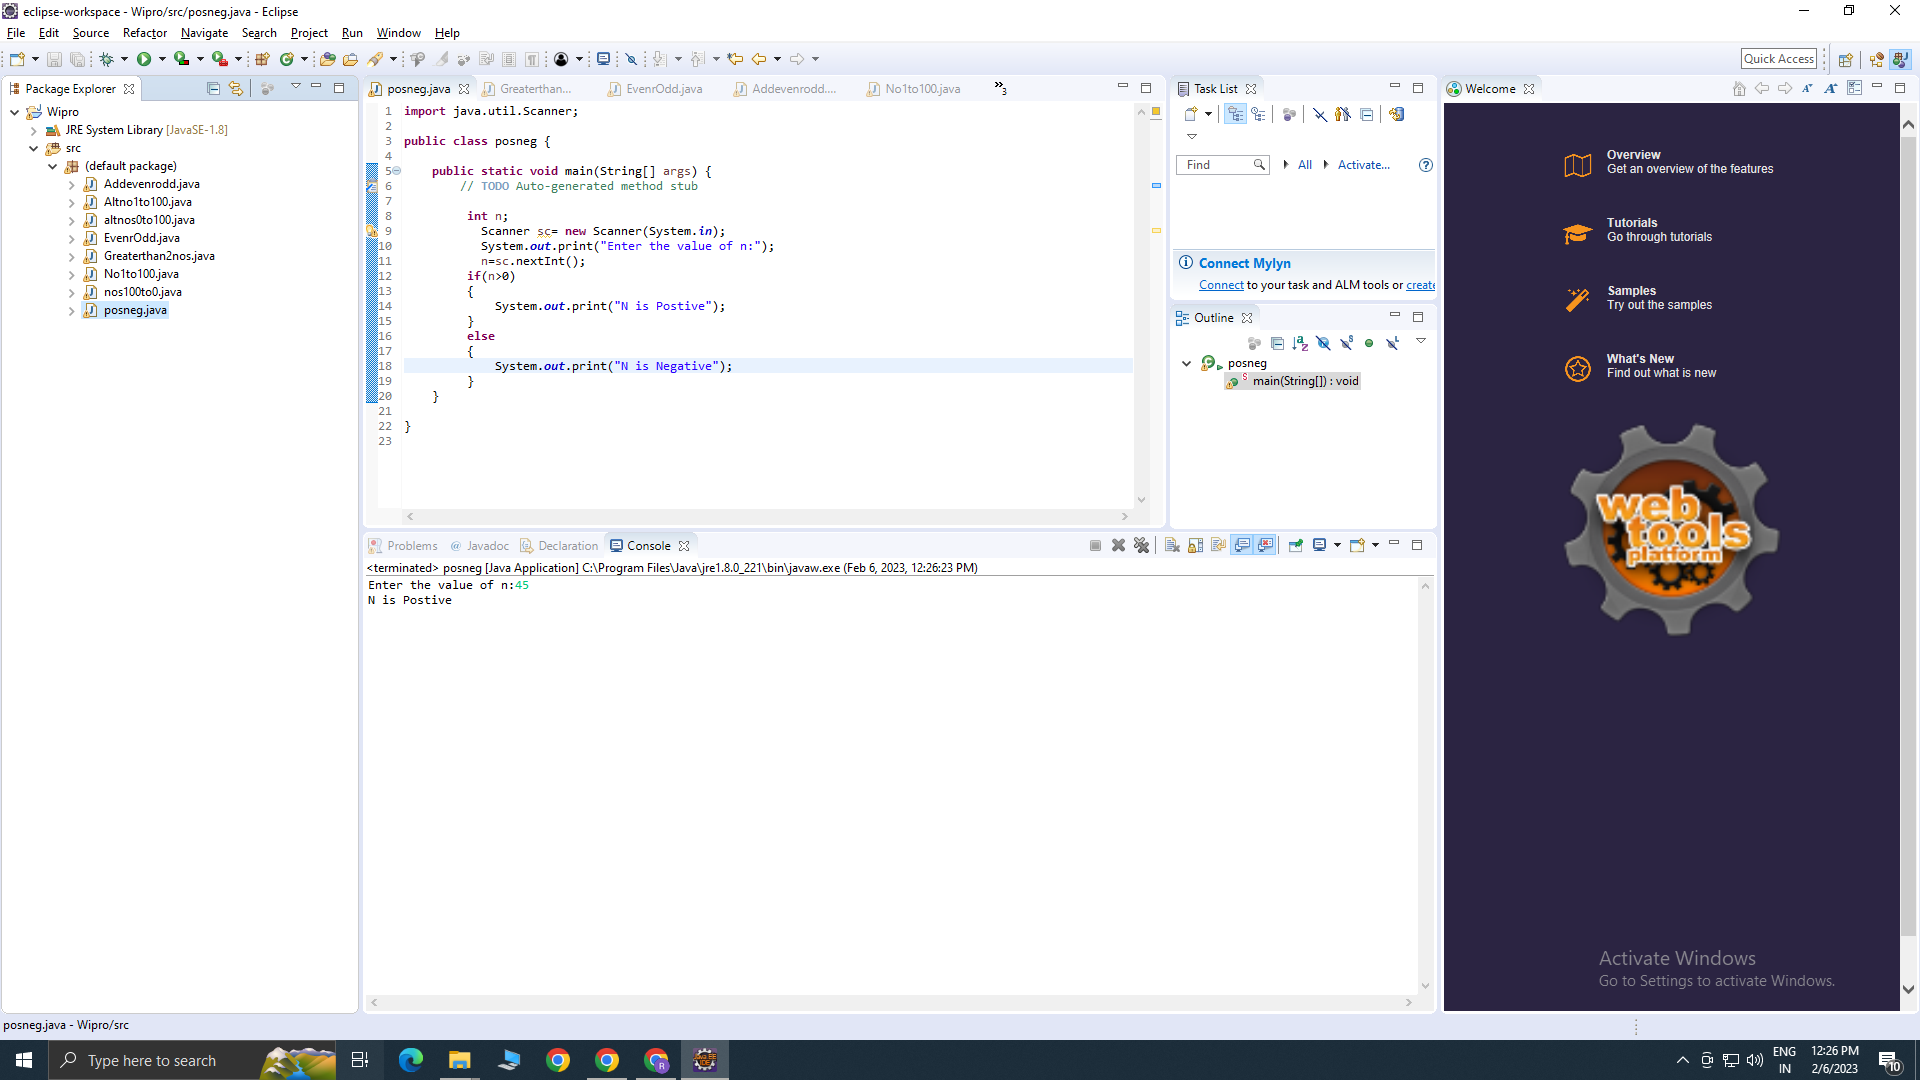 eclipse-workspace - Wipro/src/posneg.java - Eclipse
File Edit Source Refactor Navigate Search Project Run Window Help
Quick Access
Package Explorer
Wipro
JRE System Library [JavaSE-1.8]
src
(default package)
Addevenrodd.java
Altno1to100.java
altnos0to100.java
EvenrOdd.java
Greaterthan2nos.java
No1to100.java
nos100to0.java
posneg.java
posneg.java Greaterthan... EvenrOdd.java Addevenrodd.... No1to100.java »3
1 import java.util.Scanner;
2
3 public class posneg {
4
5 public static void main(String[] args) {
6 // TODO Auto-generated method stub
7
8 int n;
9 Scanner sc= new Scanner(System.in);
10 System.out.print("Enter the value of n:");
11 n=sc.nextInt();
12 if(n>0)
13 {
14 System.out.print("N is Postive");
15 }
16 else
17 {
18 System.out.print("N is Negative");
19 }
20 }
21
22 }
23
Task List
Find All Activate...
Connect Mylyn
Connect to your task and ALM tools or create
Outline
posneg
main(String[]) : void
Problems Javadoc Declaration Console
<terminated> posneg [Java Application] C:\Program Files\Java\jre1.8.0_221\bin\javaw.exe (Feb 6, 2023, 12:26:23 PM)
Enter the value of n:45
N is Postive
Welcome
Overview
Get an overview of the features
Tutorials
Go through tutorials
Samples
Try out the samples
What's New
Find out what is new
web
tools
platform
Activate Windows
Go to Settings to activate Windows.
posneg.java - Wipro/src
Type here to search
ENG
IN
12:26 PM
2/6/2023
10